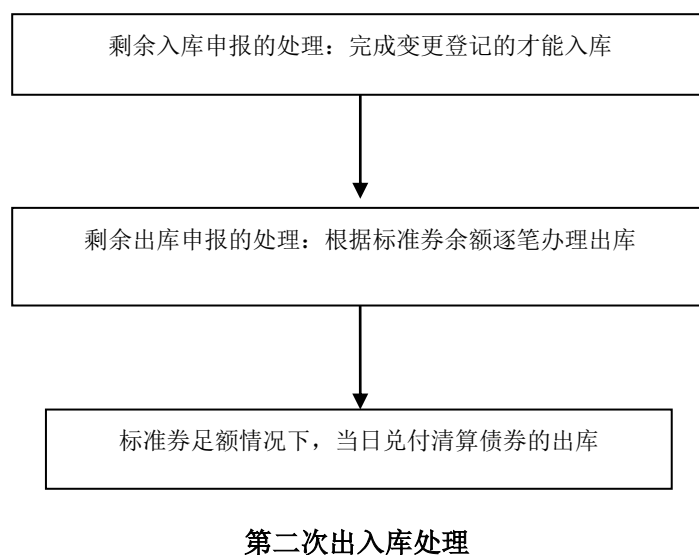 剩余入库申报的处理：完成变更登记的才能入库
剩余出库申报的处理：根据标准券余额逐笔办理出库
标准券足额情况下，当日兑付清算债券的出库
第二次出入库处理